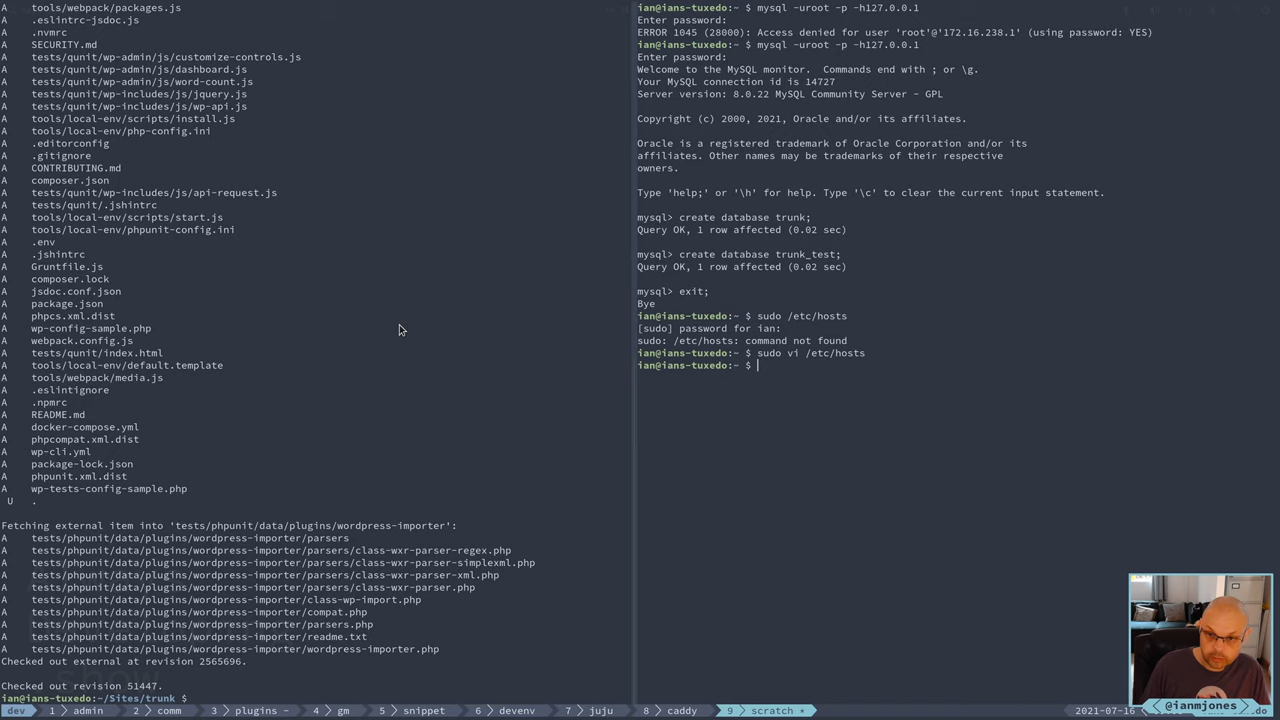 A    tools/webpack/packages.js
A    .eslintrc-jsdoc.js
A    .nvmrc
A    SECURITY.md
A    tests/qunit/wp-admin/js/customize-controls.js
A    tests/qunit/wp-admin/js/dashboard.js
A    tests/qunit/wp-admin/js/word-count.js
A    tests/qunit/wp-includes/js/jquery.js
A    tests/qunit/wp-includes/js/wp-api.js
A    tools/local-env/scripts/install.js
A    tools/local-env/php-config.ini
A    .editorconfig
A    .gitignore
A    CONTRIBUTING.md
A    composer.json
A    tests/qunit/wp-includes/js/api-request.js
A    tests/qunit/.jshintrc
A    tools/local-env/scripts/start.js
A    tools/local-env/phpunit-config.ini
A    .env
A    .jshintrc
A    Gruntfile.js
A    composer.lock
A    jsdoc.conf.json
A    package.json
A    phpcs.xml.dist
A    wp-config-sample.php
A    webpack.config.js
A    tests/qunit/index.html
A    tools/local-env/default.template
A    tools/webpack/media.js
A    .eslintignore
A    .npmrc
A    README.md
A    docker-compose.yml
A    phpcompat.xml.dist
A    wp-cli.yml
A    package-lock.json
A    phpunit.xml.dist
A    wp-tests-config-sample.php
 U   .
Fetching external item into 'tests/phpunit/data/plugins/wordpress-importer':
A    tests/phpunit/data/plugins/wordpress-importer/parsers
A    tests/phpunit/data/plugins/wordpress-importer/parsers/class-wxr-parser-regex.php
A    tests/phpunit/data/plugins/wordpress-importer/parsers/class-wxr-parser-simplexml.php
A    tests/phpunit/data/plugins/wordpress-importer/parsers/class-wxr-parser-xml.php
A    tests/phpunit/data/plugins/wordpress-importer/parsers/class-wxr-parser.php
A    tests/phpunit/data/plugins/wordpress-importer/class-wp-import.php
A    tests/phpunit/data/plugins/wordpress-importer/compat.php
A    tests/phpunit/data/plugins/wordpress-importer/parsers.php
A    tests/phpunit/data/plugins/wordpress-importer/readme.txt
A    tests/phpunit/data/plugins/wordpress-importer/wordpress-importer.php
Checked out external at revision 2565696.
Checked out revision 51447.
ian@ians-tuxedo:~/Sites/trunk $
ian@ians-tuxedo:~ $ mysql -uroot -p -h127.0.0.1
Enter password:
ERROR 1045 (28000): Access denied for user 'root'@'172.16.238.1' (using password: YES)
ian@ians-tuxedo:~ $ mysql -uroot -p -h127.0.0.1
Enter password:
Welcome to the MySQL monitor.  Commands end with ; or \g.
Your MySQL connection id is 14727
Server version: 8.0.22 MySQL Community Server - GPL
Copyright (c) 2000, 2021, Oracle and/or its affiliates.
Oracle is a registered trademark of Oracle Corporation and/or its
affiliates. Other names may be trademarks of their respective
owners.
Type 'help;' or '\h' for help. Type '\c' to clear the current input statement.
mysql> create database trunk;
Query OK, 1 row affected (0.02 sec)
mysql> create database trunk_test;
Query OK, 1 row affected (0.02 sec)
mysql> exit;
Bye
ian@ians-tuxedo:~ $ sudo /etc/hosts
[sudo] password for ian:
sudo: /etc/hosts: command not found
ian@ians-tuxedo:~ $ sudo vi /etc/hosts
ian@ians-tuxedo:~ $
dev 1 admin 2 comm 3 plugins - 4 gm 5 snippet 6 devenv 7 juju 8 caddy 9 scratch * 2021-07-16
@ianmjones